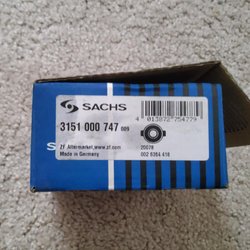 SACHS
4 013872 754779
3151 000 747 009
ZF Aftermarket,www.zf.com
20078
Made in Germany
002 6364 418
S